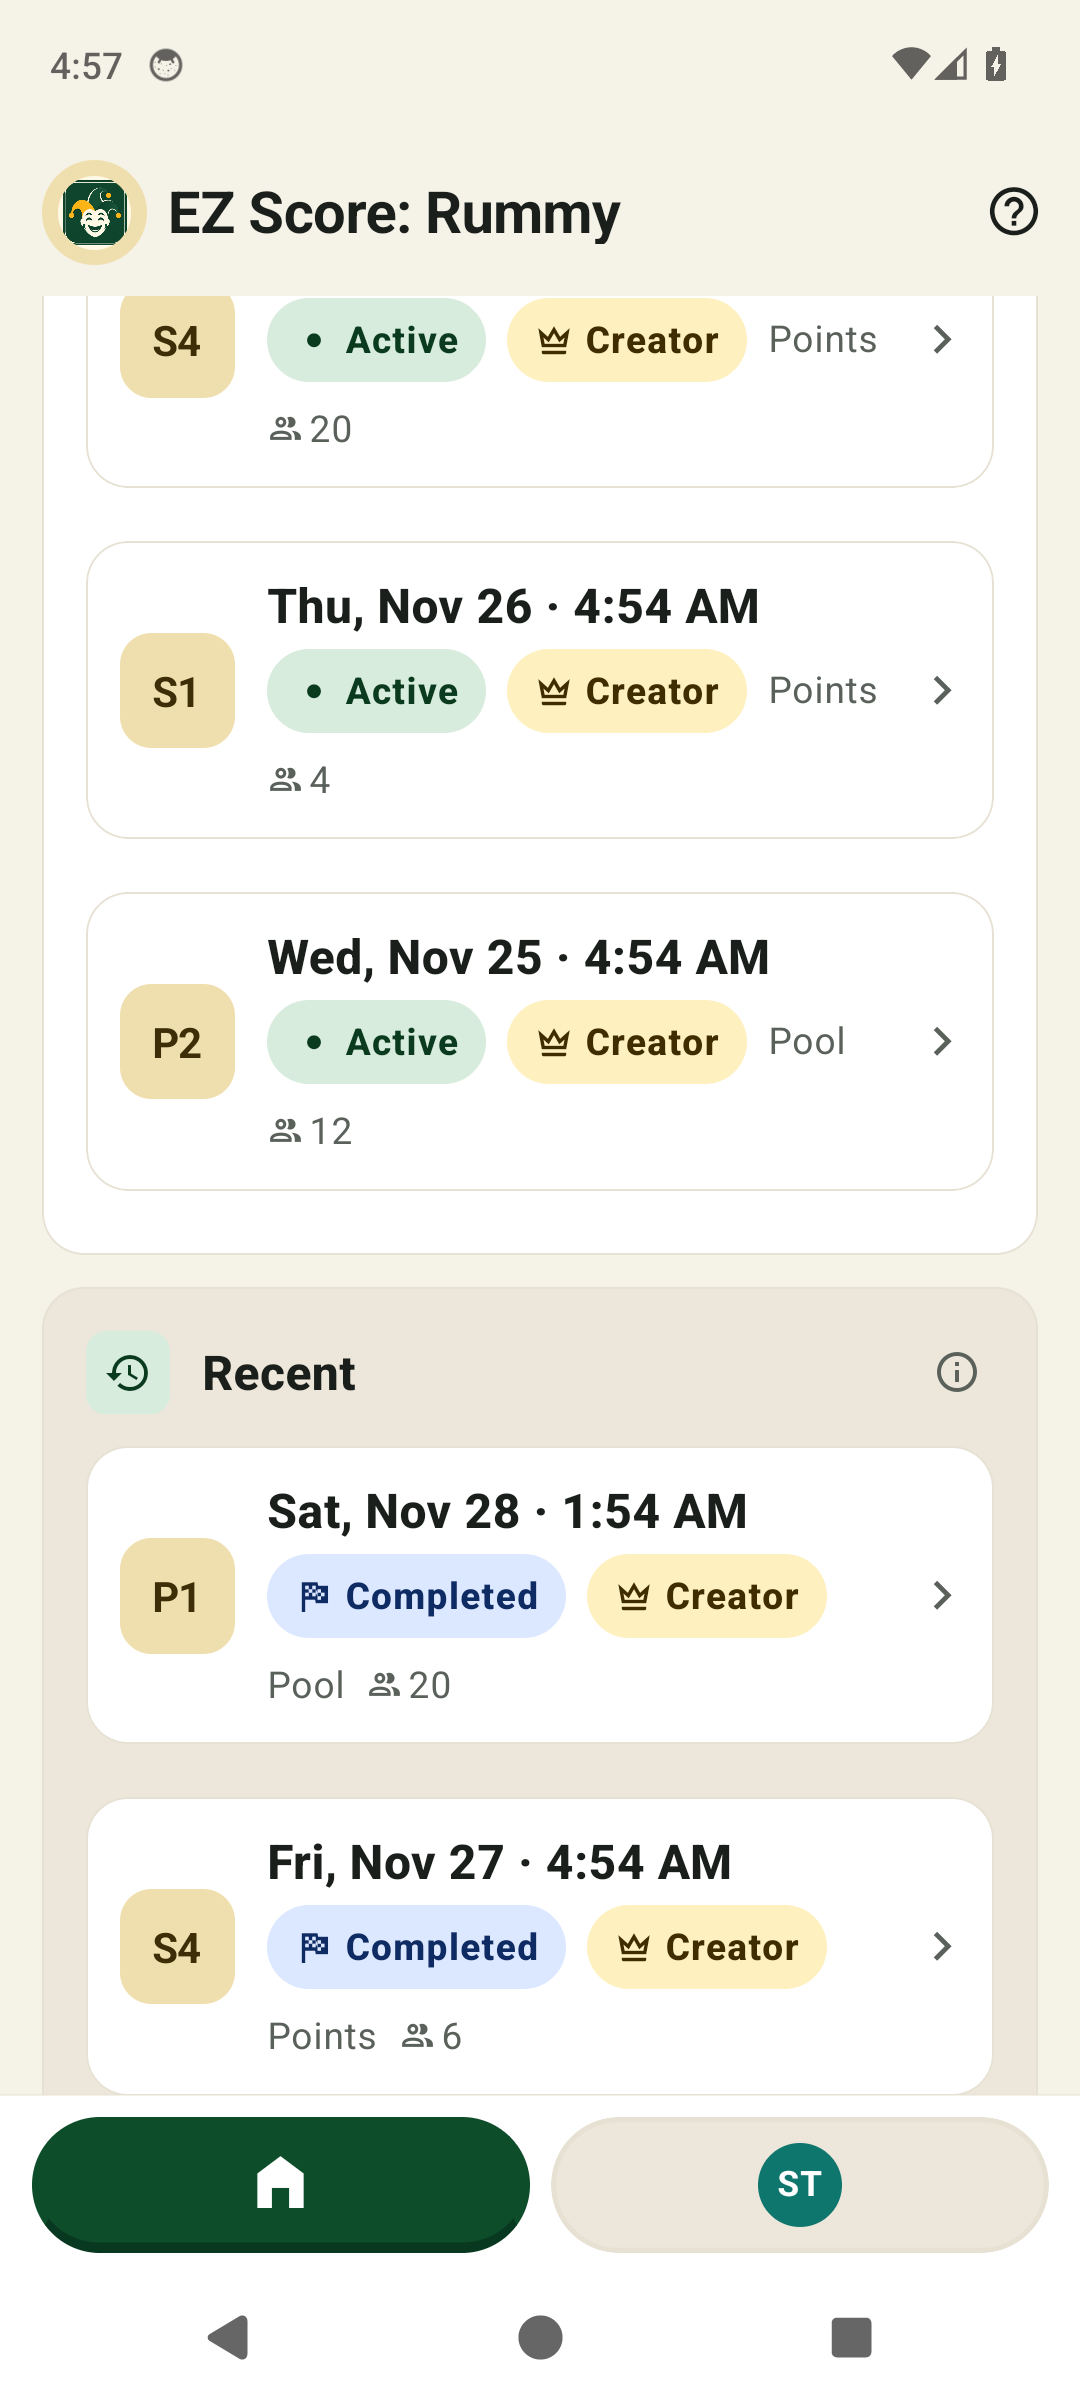 4:57
EZ Score: Rummy
S4
Active
Creator
Points
20
Thu, Nov 26 · 4:54 AM
S1
Active
Creator
Points
4
Wed, Nov 25 · 4:54 AM
P2
Active
Creator
Pool
12
Recent
Sat, Nov 28 · 1:54 AM
P1
Completed
Creator
Pool
20
Fri, Nov 27 · 4:54 AM
S4
Completed
Creator
Points
6
ST